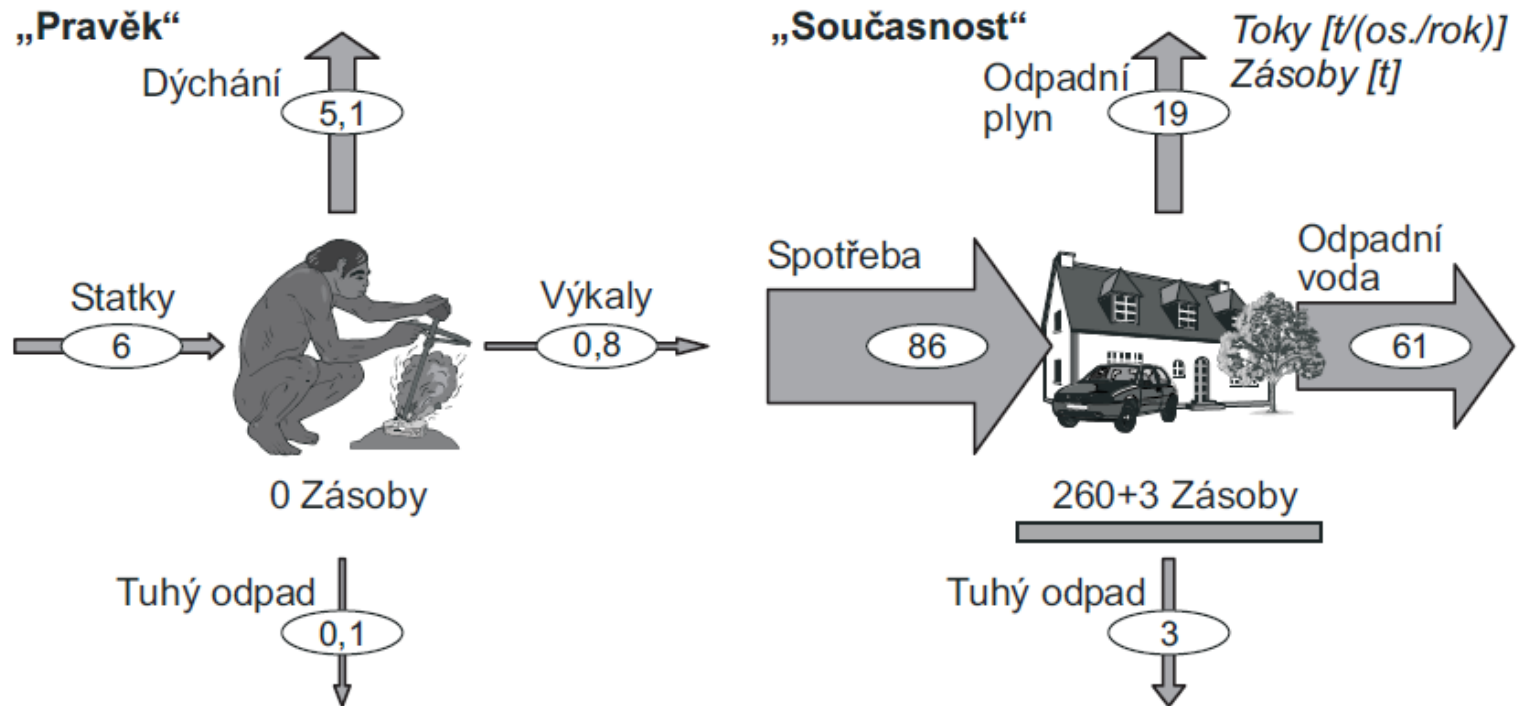 „Pravěk“
Dýchání
5,1
Statky
6
Výkaly
0,8
0 Zásoby
Tuhý odpad
0,1
„Současnost“
Toky [t/(os./rok)]
Zásoby [t]
Odpadní
plyn
19
Spotřeba
86
Odpadní
voda
61
260+3 Zásoby
Tuhý odpad
3